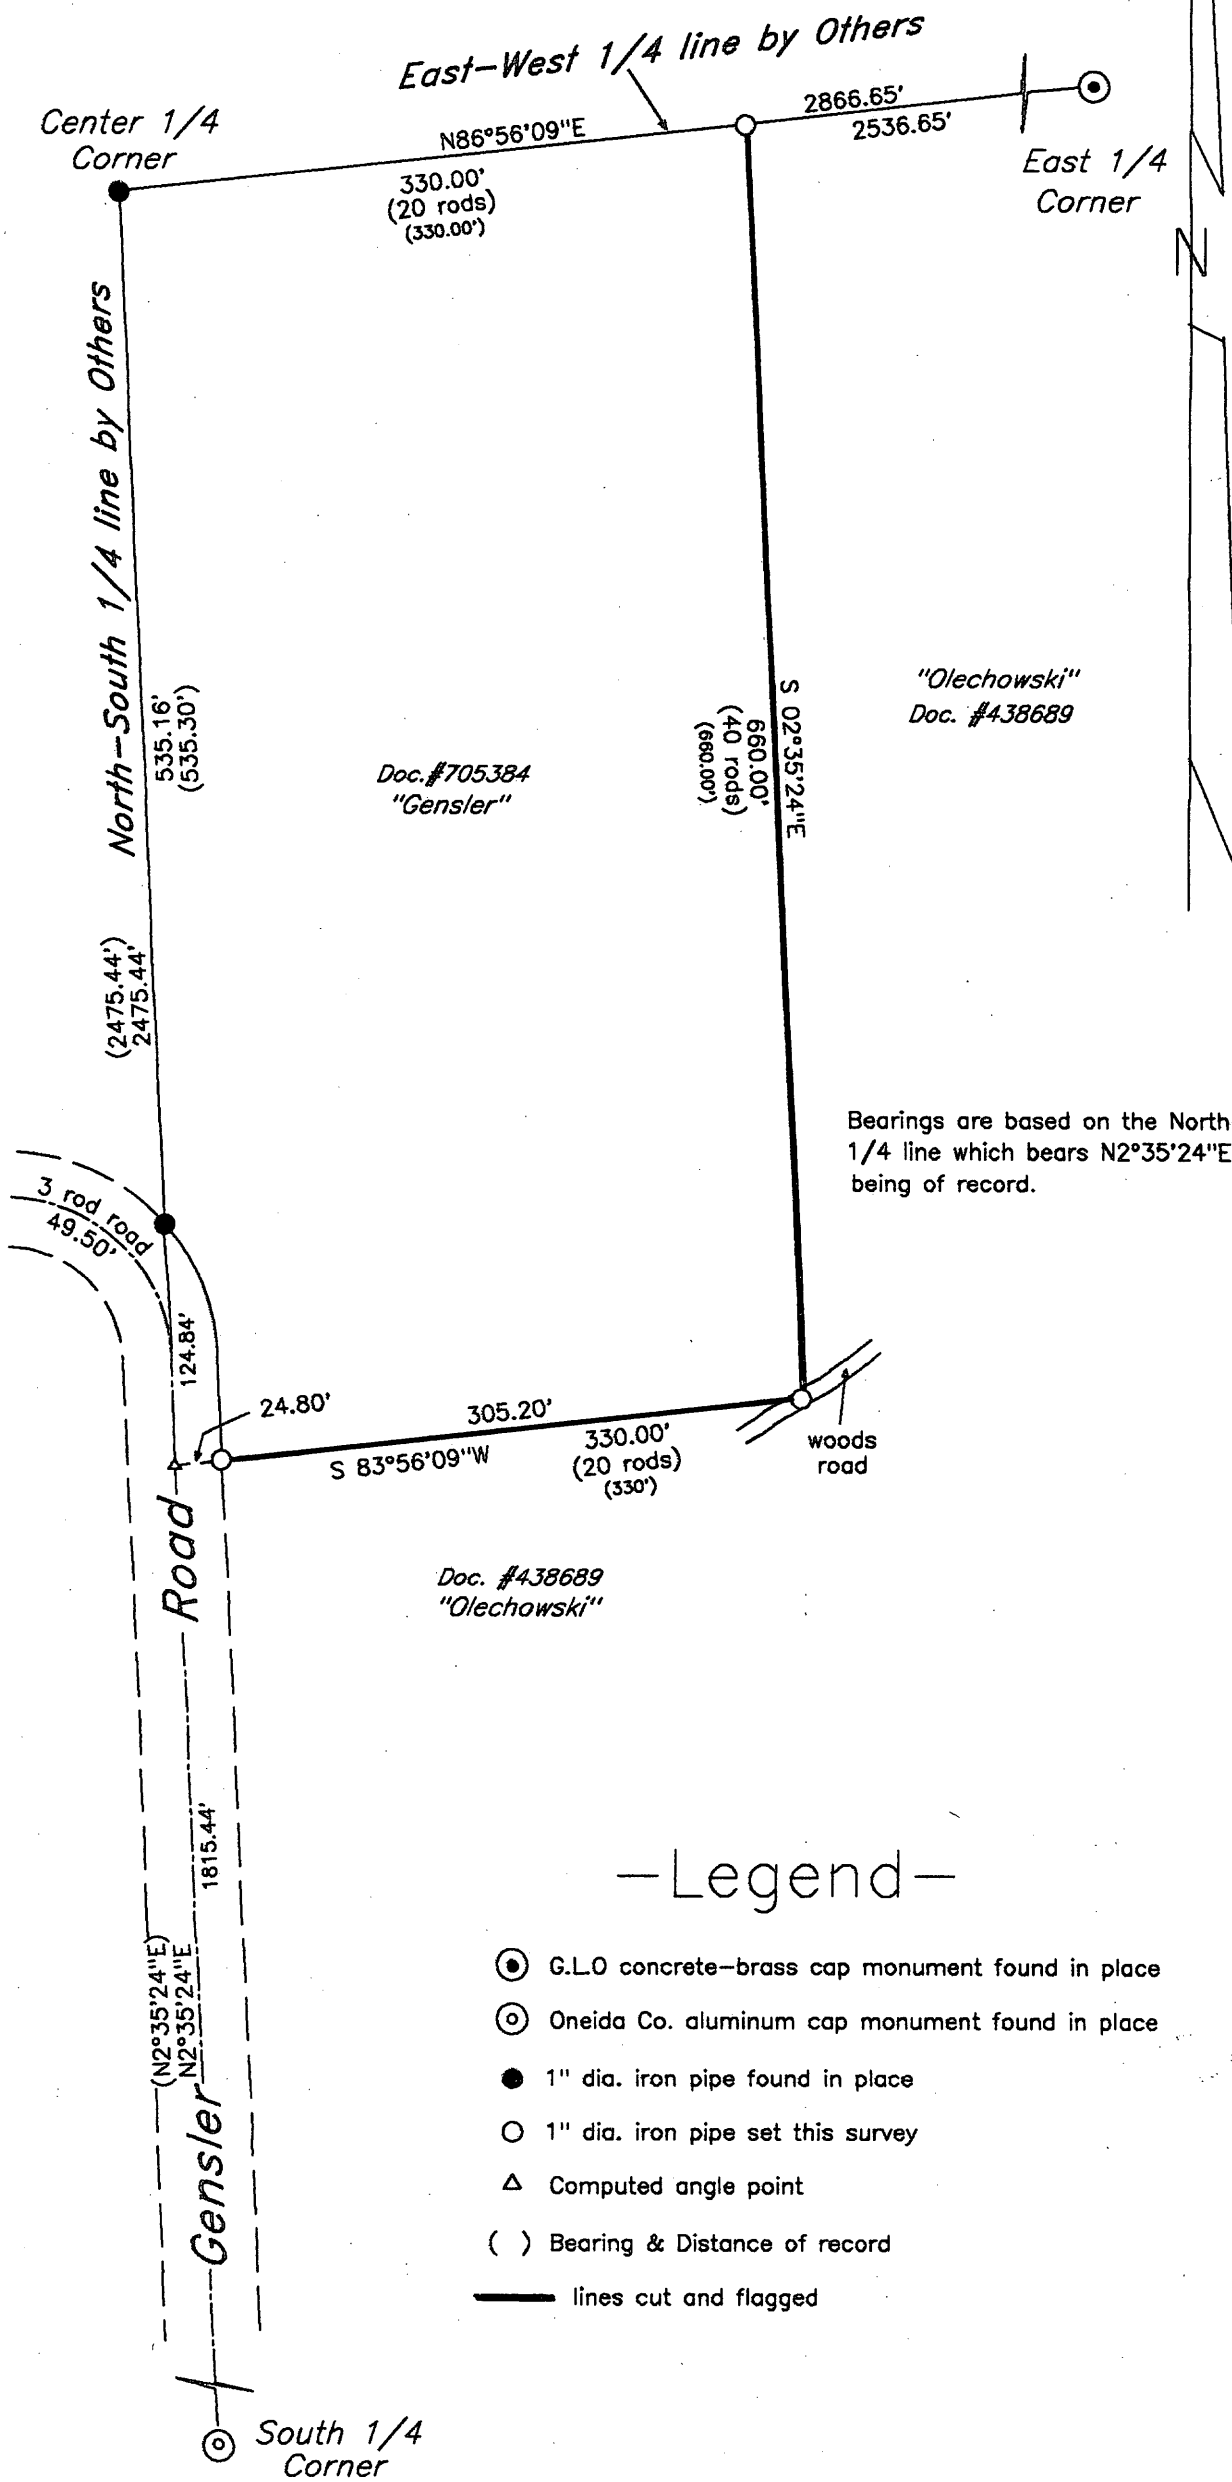 East-West 1/4 line by Others
Center 1/4
Corner
N86°56'09"E
2866.65'
2536.65'
330.00'
(20 rods)
(330.00')
East 1/4
Corner
N
North-South 1/4 line by Others
535.16'
(535.30')
Doc.#705384
"Gensler"
S 02°35'24"E
660.00'
(40 rods)
(660.00')
"Olechowski"
Doc. #438689
(2475.44')
2475.44'
Bearings are based on the North
1/4 line which bears N2°35'24"E
being of record.
3 rod road
49.50'
124.84'
24.80'
305.20'
S 83°56'09"W
330.00'
(20 rods)
(330')
woods
road
Doc. #438689
"Olechowski"
Gensler Road
1815.44'
(N2°35'24"E)
N2°35'24"E
-Legend-
G.L.O concrete-brass cap monument found in place
Oneida Co. aluminum cap monument found in place
1" dia. iron pipe found in place
1" dia. iron pipe set this survey
Computed angle point
( ) Bearing & Distance of record
lines cut and flagged
South 1/4
Corner